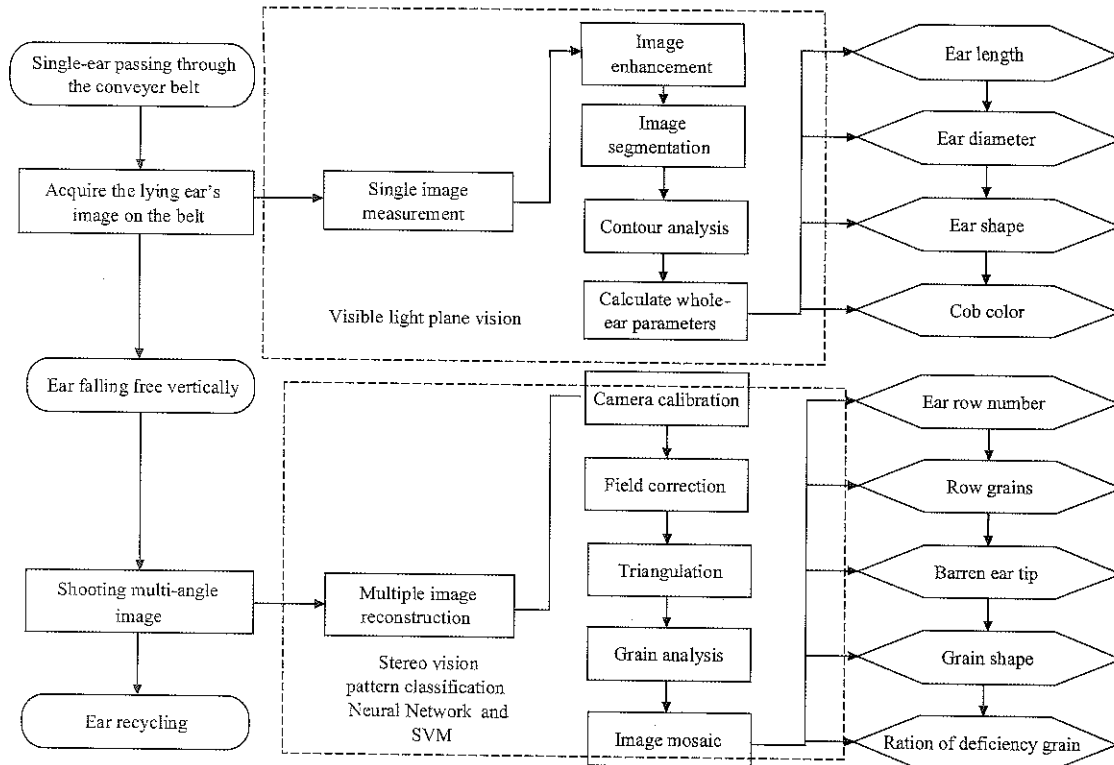 Single-ear passing through
the conveyer belt
Acquire the lying ear's
image on the belt
Ear falling free vertically
Shooting multi-angle
image
Ear recycling
Single image
measurement
Visible light plane vision
Image
enhancement
Image
segmentation
Contour analysis
Calculate whole-
ear parameters
Ear length
Ear diameter
Ear shape
Cob color
Multiple image
reconstruction
Stereo vision
pattern classification
Neural Network and
SVM
Camera calibration
Field correction
Triangulation
Grain analysis
Image mosaic
Ear row number
Row grains
Barren ear tip
Grain shape
Ration of deficiency grain